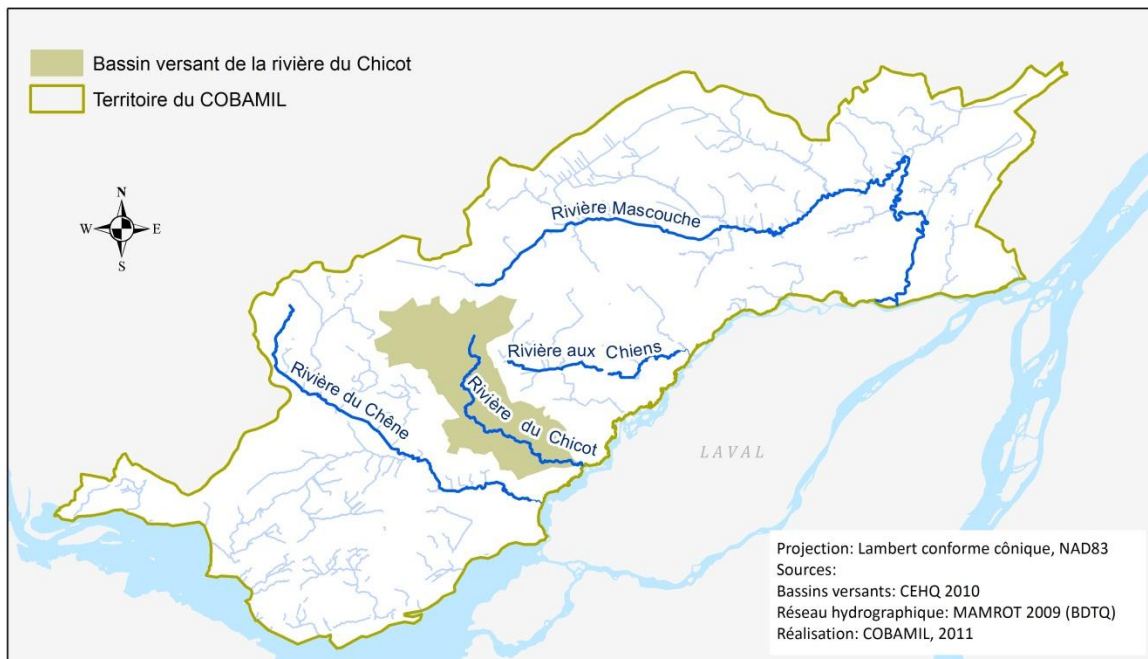 Bassin versant de la rivière du Chicot
Territoire du COBAMIL
N
W E
S
Rivière Mascouche
Rivière aux Chiens
Rivière du Chêne
Rivière du Chicot
LAVAL
Projection: Lambert conforme cônique, NAD83
Sources:
Bassins versants: CEHQ 2010
Réseau hydrographique: MAMROT 2009 (BDTQ)
Réalisation: COBAMIL, 2011